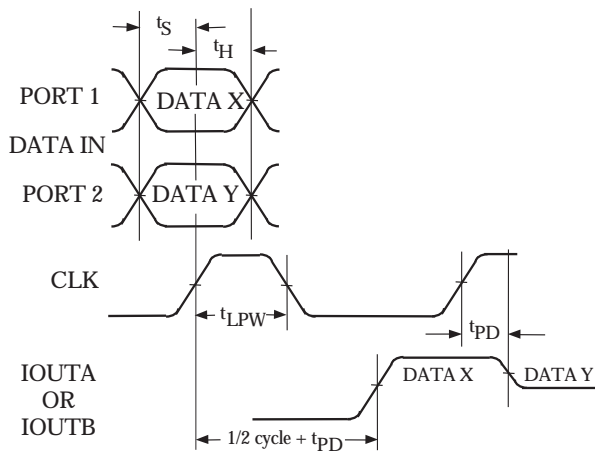 tS
tH
PORT 1
DATA X
DATA IN
PORT 2
DATA Y
CLK
tLPW
tPD
IOUTA
OR
IOUTB
DATA X
DATA Y
1/2 cycle + tPD